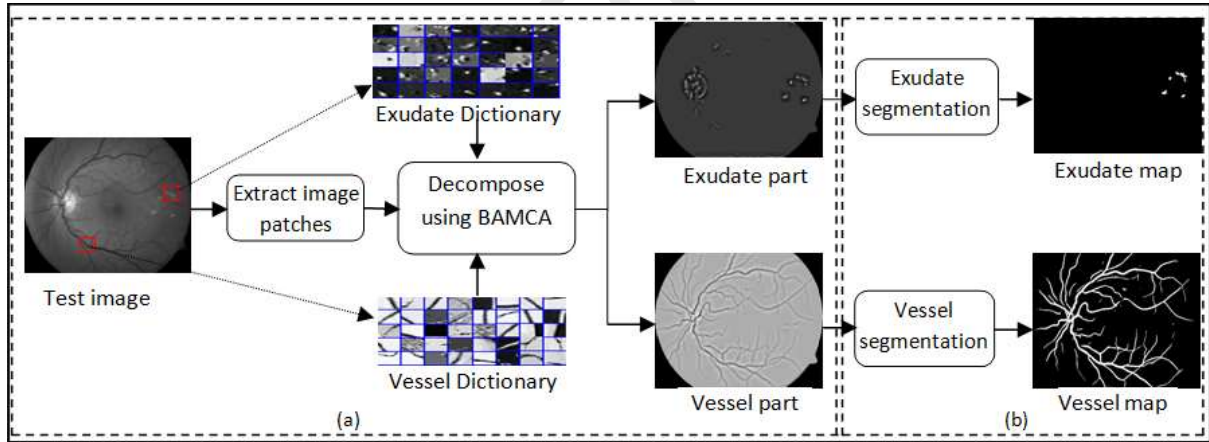 Test image
Extract image
patches
Exudate Dictionary
Decompose
using BAMCA
Vessel Dictionary
Exudate part
Vessel part
(a)
Exudate
segmentation
Exudate map
Vessel
segmentation
Vessel map
(b)